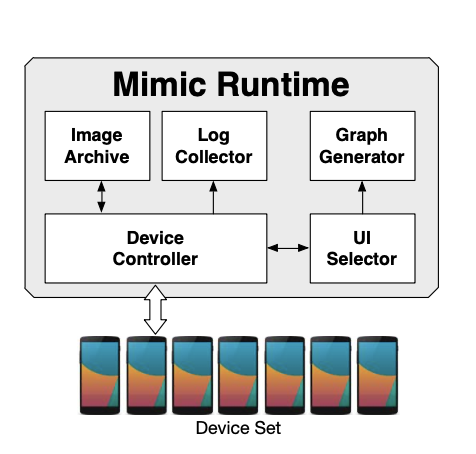 Mimic Runtime
Image
Archive
Log
Collector
Graph
Generator
Device
Controller
UI
Selector
Device Set